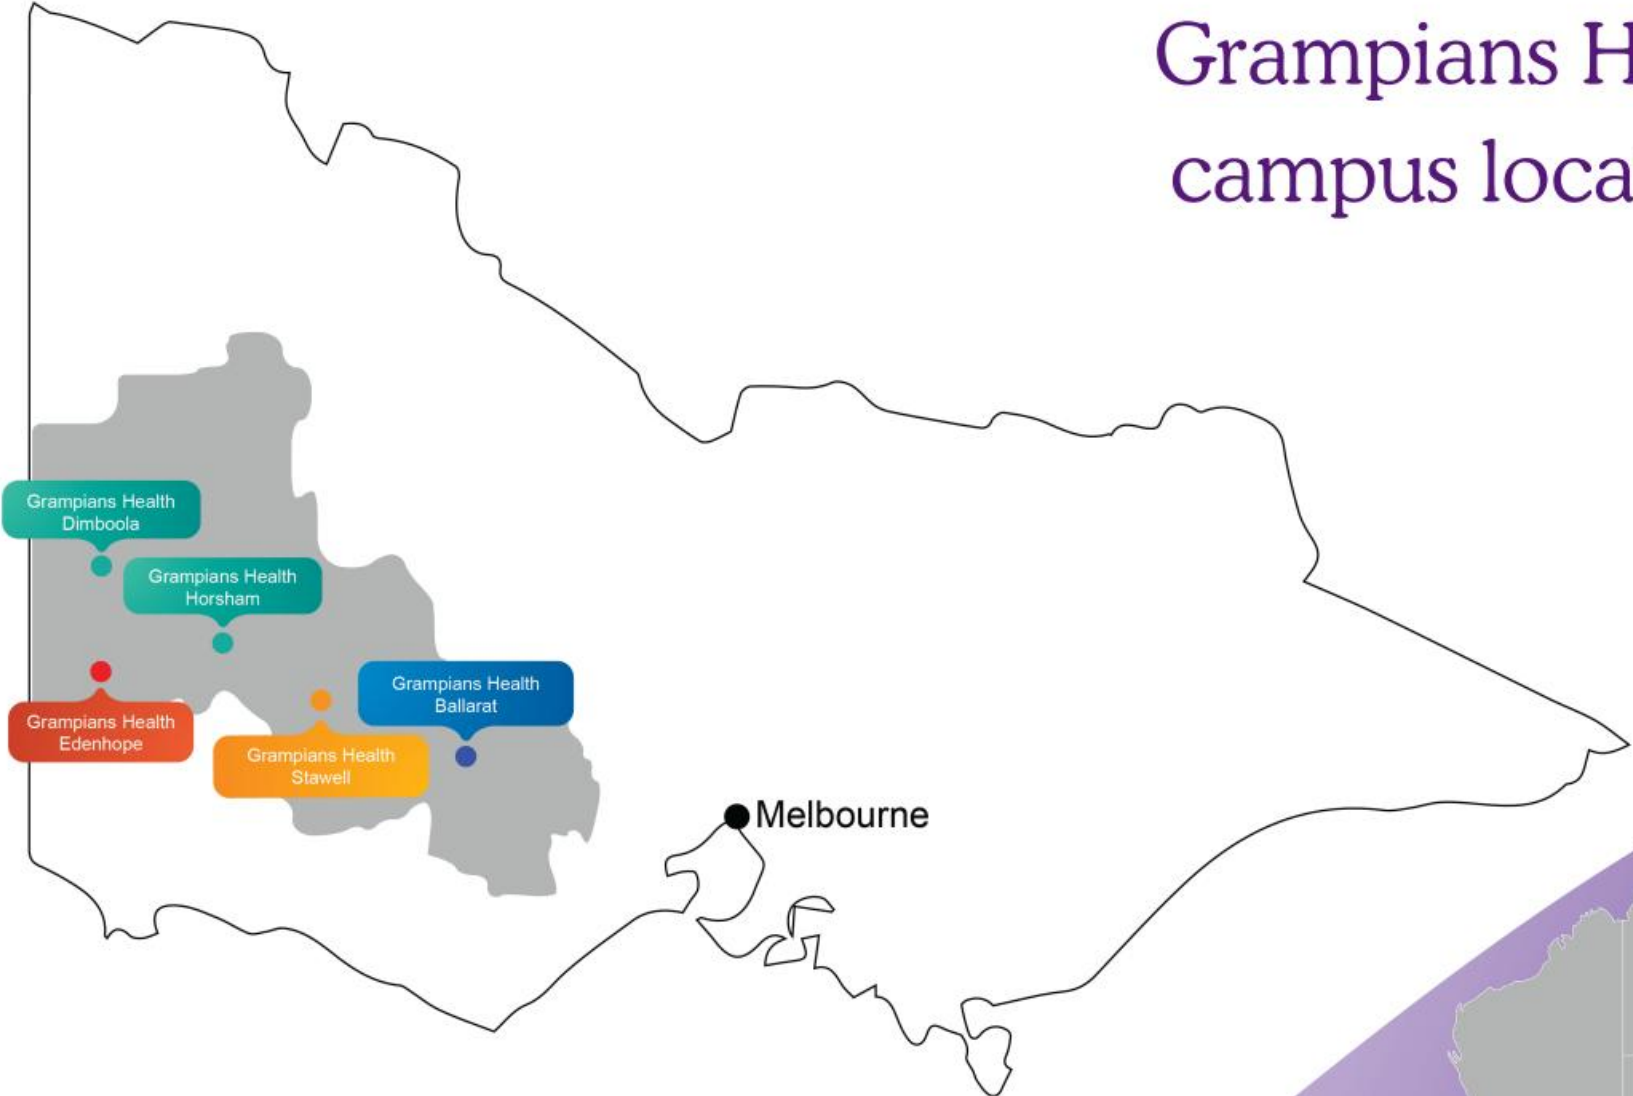 Grampians H
campus loca
Grampians Health
Dimboola
Grampians Health
Horsham
Grampians Health
Edenhope
Grampians Health
Stawell
Grampians Health
Ballarat
Melbourne